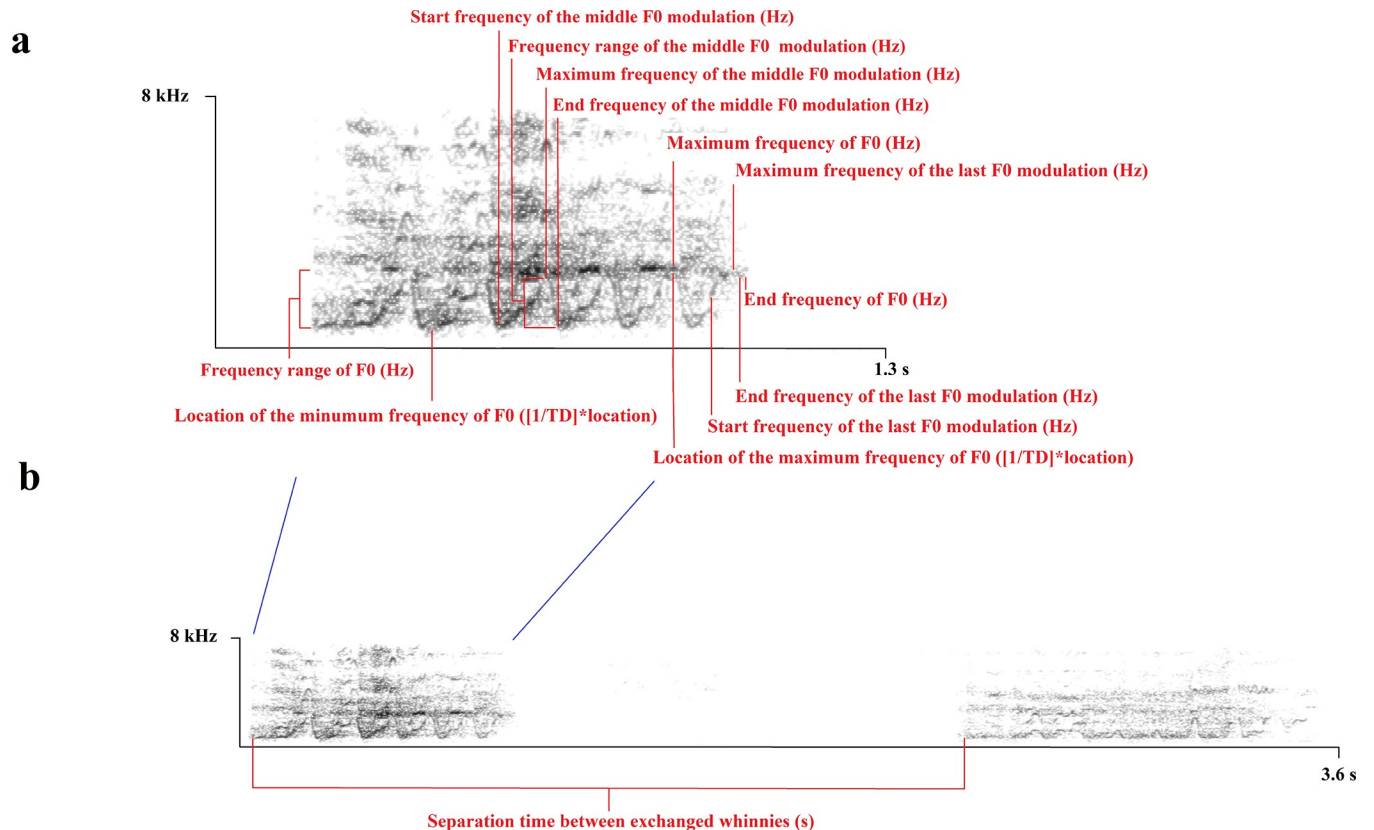 a
Start frequency of the middle F0 modulation (Hz)
Frequency range of the middle F0 modulation (Hz)
Maximum frequency of the middle F0 modulation (Hz)
End frequency of the middle F0 modulation (Hz)
8 kHz
Maximum frequency of F0 (Hz)
Maximum frequency of the last F0 modulation (Hz)
End frequency of F0 (Hz)
Frequency range of F0 (Hz)
1.3 s
End frequency of the last F0 modulation (Hz)
Location of the minumum frequency of F0 ([1/TD]*location)
Start frequency of the last F0 modulation (Hz)
Location of the maximum frequency of F0 ([1/TD]*location)
b
8 kHz
3.6 s
Separation time between exchanged whinnies (s)